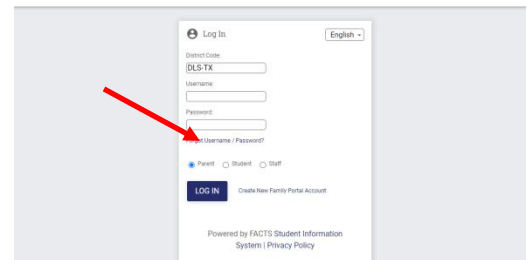 Log In
English
District Code:
DLS-TX
Username:
Password:
Forgot Username / Password?
Parent Student Staff
LOG IN Create New Family Portal Account
Powered by FACTS Student Information
System | Privacy Policy